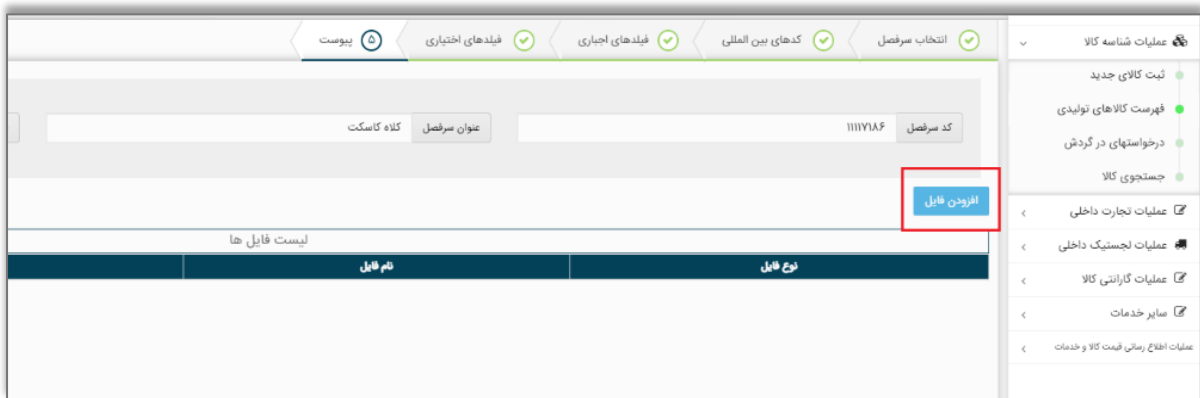 عملیات شناسه کالا
ثبت کالای جدید
فهرست کالاهای تولیدی
درخواستهای در گردش
جستجوی کالا
عملیات تجارت داخلی
عملیات لجستیک داخلی
عملیات گارانتی کالا
سایر خدمات
عملیات اطلاع رسانی قیمت کالا و خدمات
انتخاب سرفصل
کدهای بین المللی
فیلدهای اجباری
فیلدهای اختیاری
۵ پیوست
کد سرفصل ۱۱۱۱۷۱۸۶
عنوان سرفصل کلاه کاسکت
افزودن فایل
لیست فایل ها
نوع فایل نام فایل